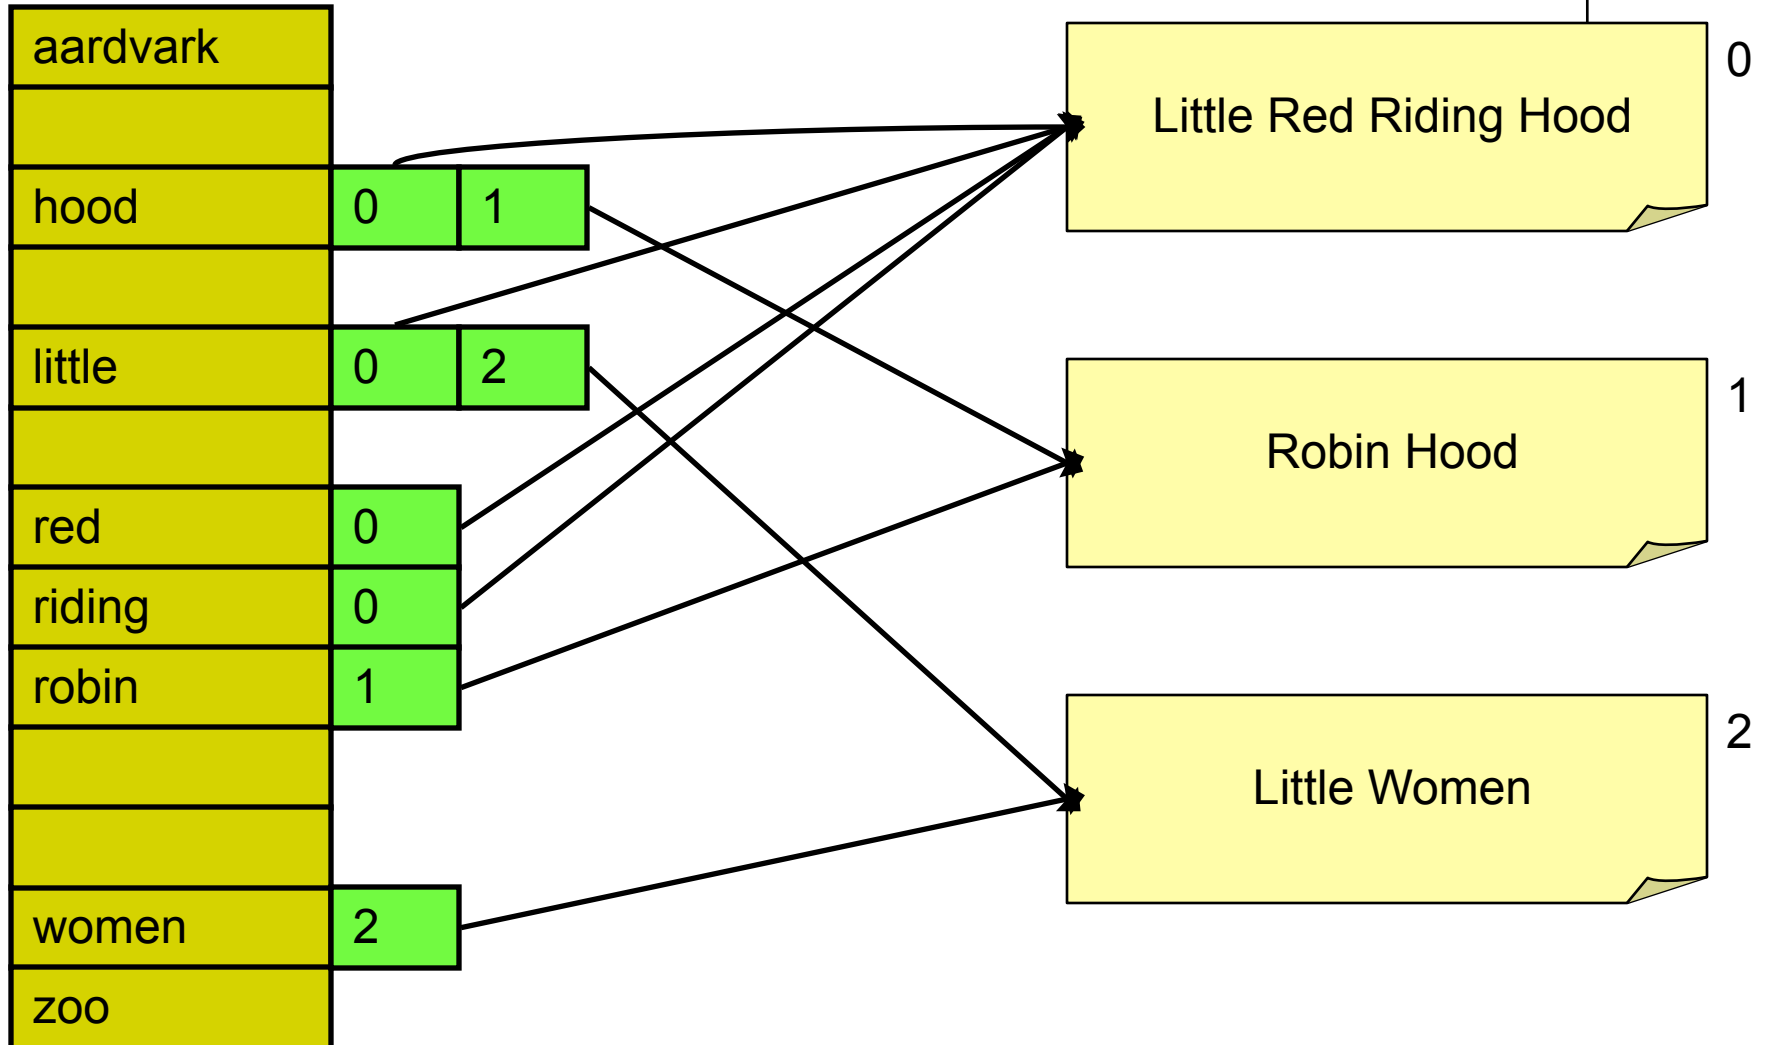 aardvark
hood 0 1
little 0 2
red 0
riding 0
robin 1
women 2
zoo
Little Red Riding Hood 0
Robin Hood 1
Little Women 2